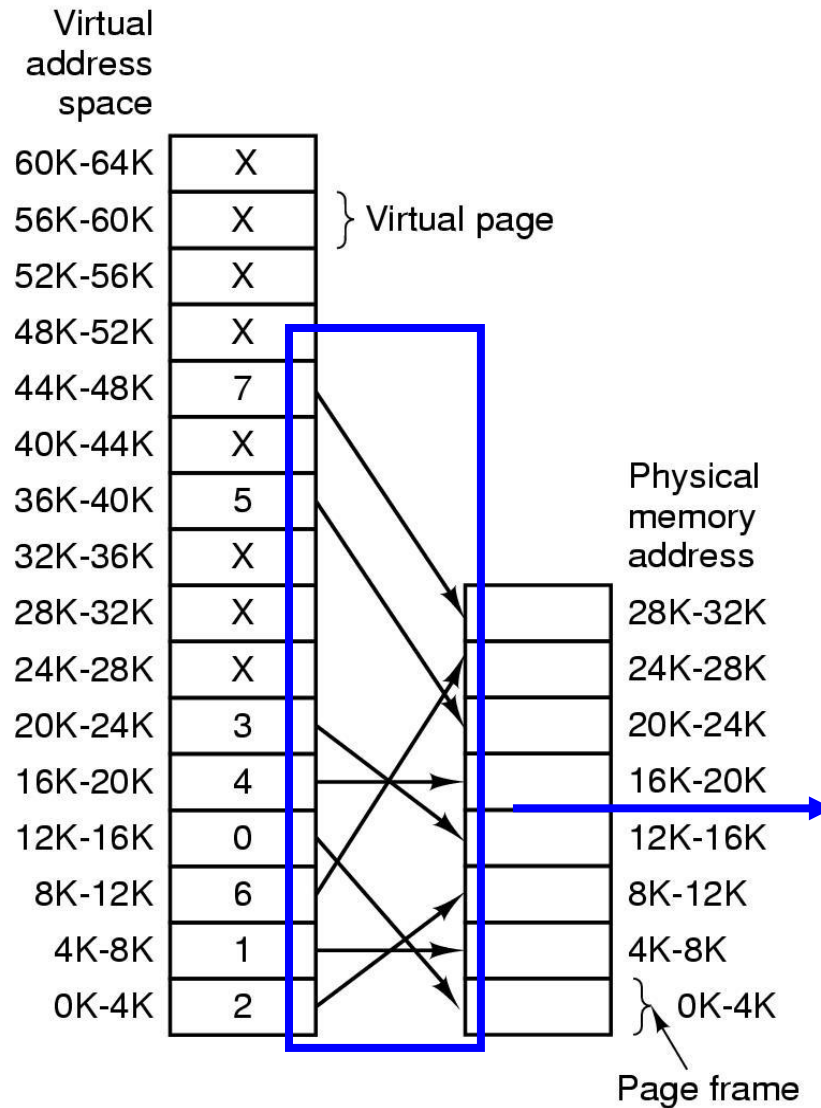 Virtual
address
space
60K-64K X
56K-60K X } Virtual page
52K-56K X
48K-52K X
44K-48K 7
40K-44K X
36K-40K 5
32K-36K X
28K-32K X
24K-28K X
20K-24K 3
16K-20K 4
12K-16K 0
8K-12K 6
4K-8K 1
0K-4K 2
Physical
memory
address
28K-32K
24K-28K
20K-24K
16K-20K
12K-16K
8K-12K
4K-8K
0K-4K
Page frame